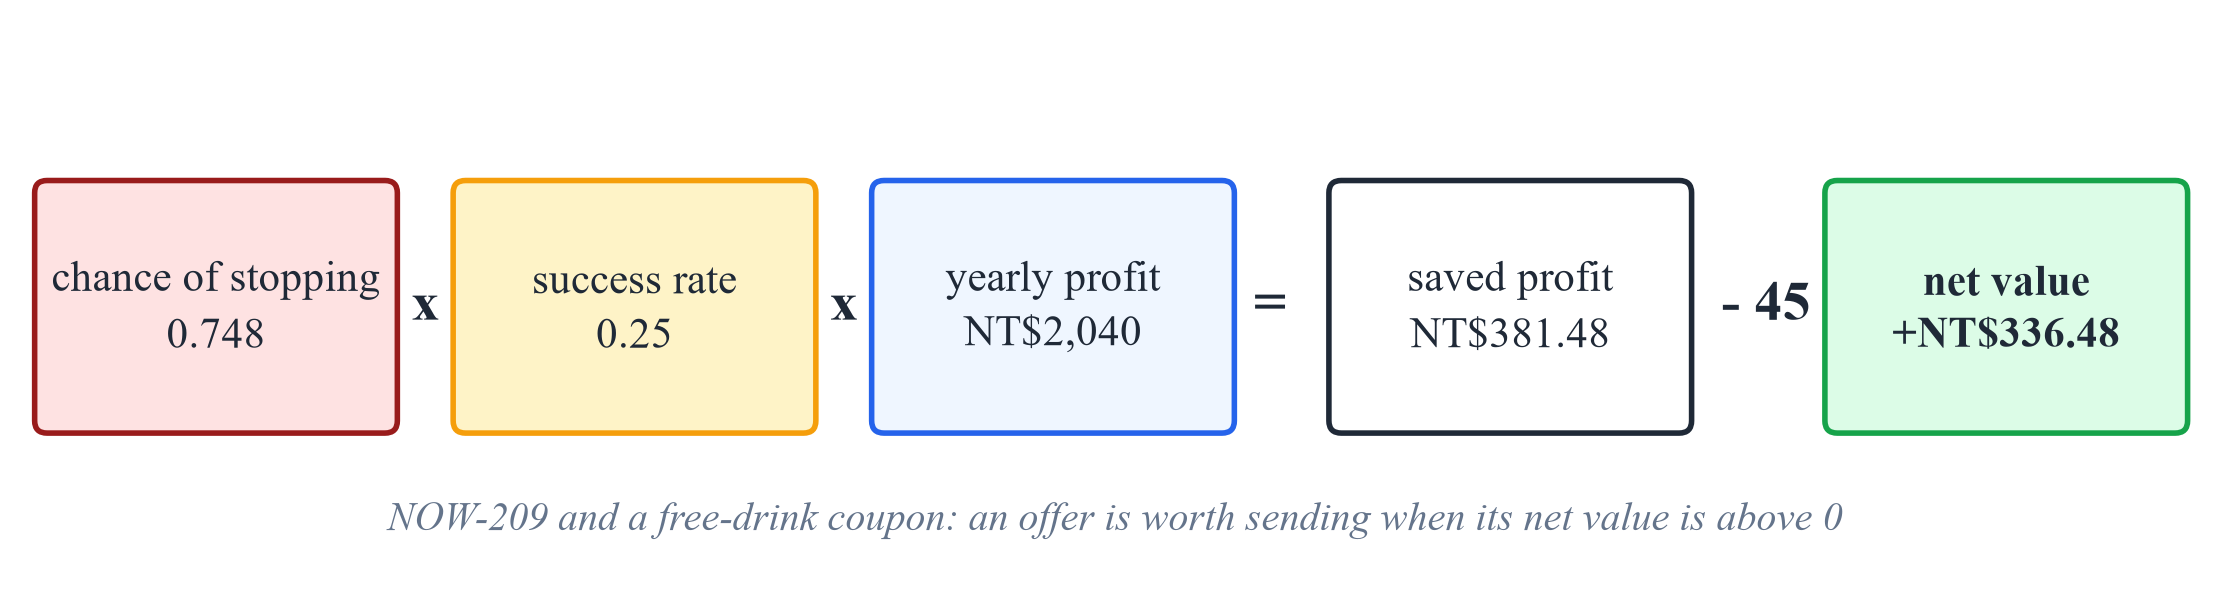 chance of stopping
0.748
x
success rate
0.25
x
yearly profit
NT$2,040
=
saved profit
NT$381.48
- 45
net value
+NT$336.48
NOW-209 and a free-drink coupon: an offer is worth sending when its net value is above 0